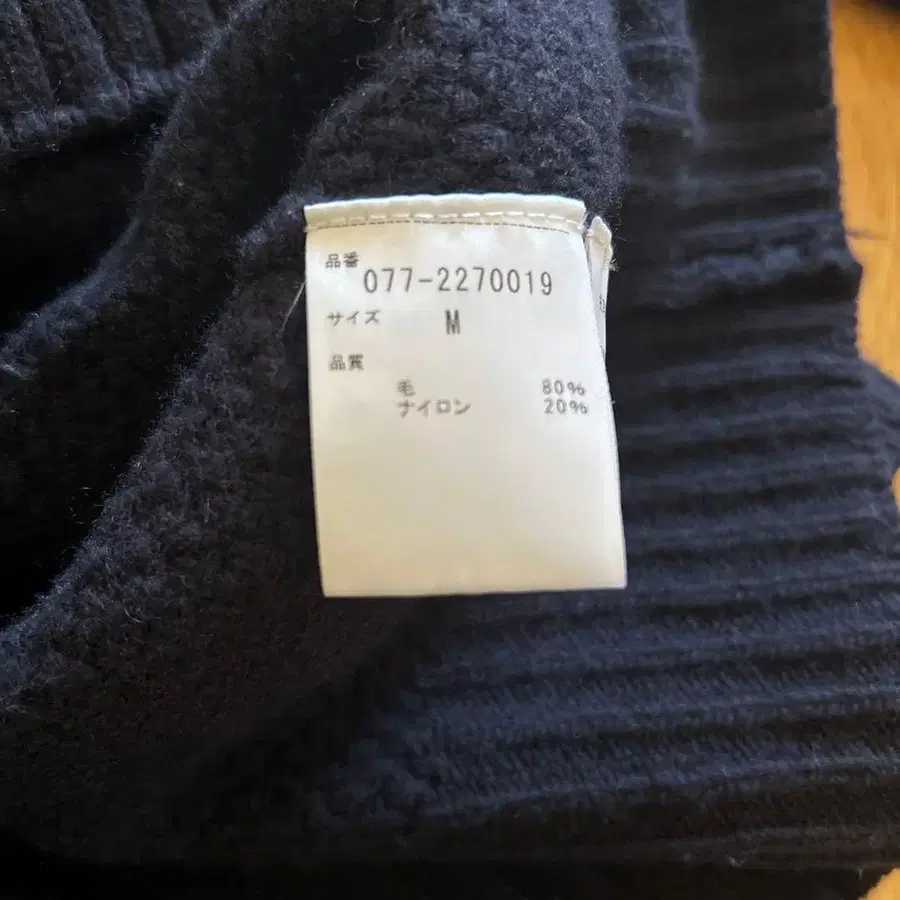 品番
077-2270019
サイズ M
品質
毛 80%
ナイロン 20%